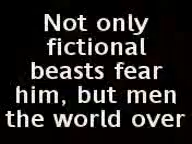 Not only
fictional
beasts fear
him, but men
the world over